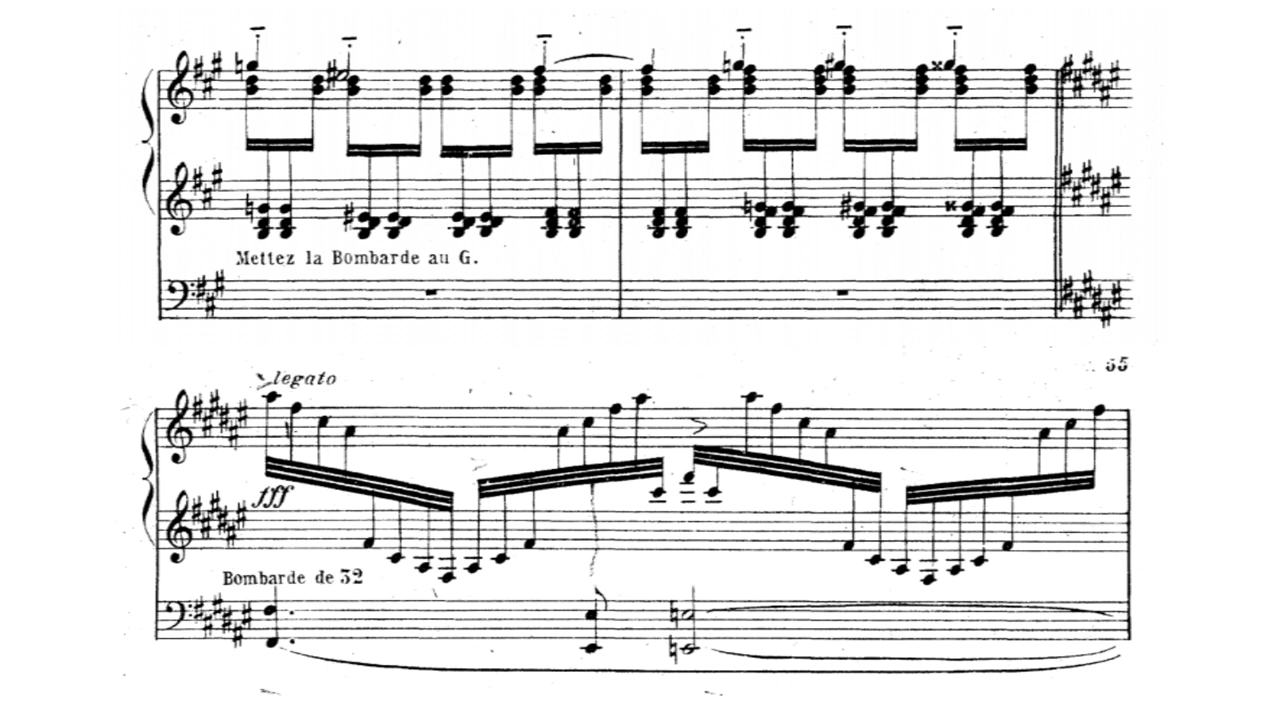 Mettez la Bombarde au G.
55
legato
fff
Bombarde de 32